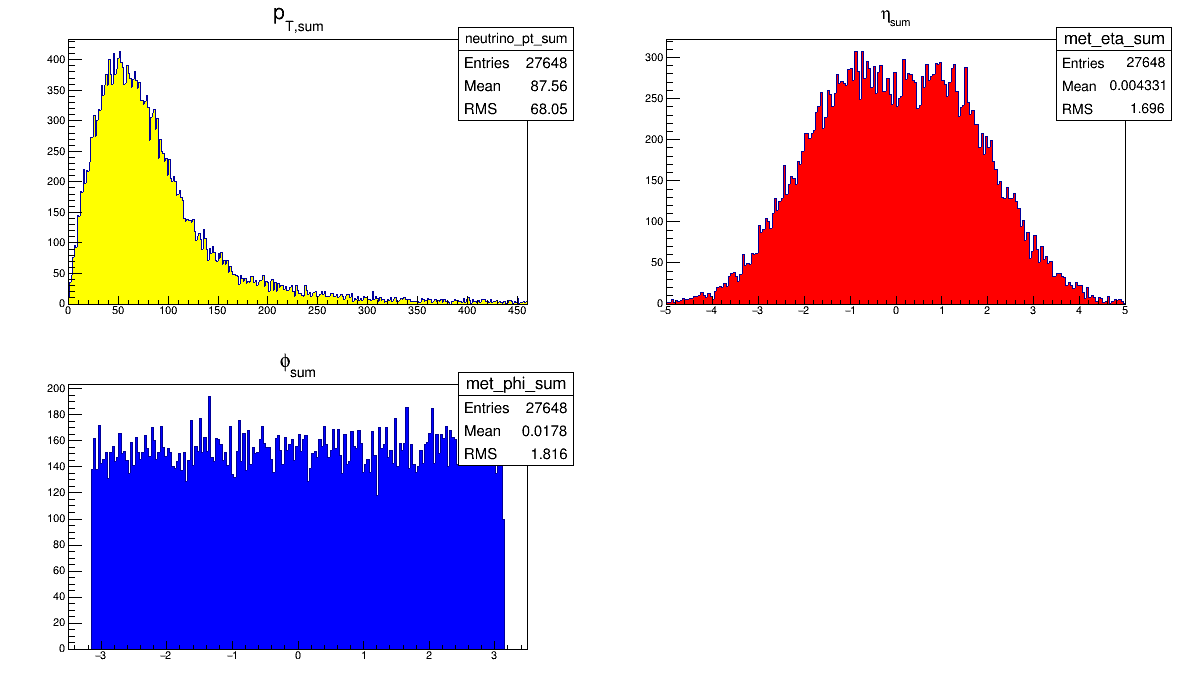 pT,sum
neutrino_pt_sum
Entries 27648
Mean 87.56
RMS 68.05
400
350
300
250
200
150
100
50
0
0 50 100 150 200 250 300 350 400 450
ηsum
met_eta_sum
Entries 27648
Mean 0.004331
RMS 1.696
300
250
200
150
100
50
0
−5 −4 −3 −2 −1 0 1 2 3 4 5
ϕsum
met_phi_sum
Entries 27648
Mean 0.0178
RMS 1.816
200
180
160
140
120
100
80
60
40
20
0
−3 −2 −1 0 1 2 3